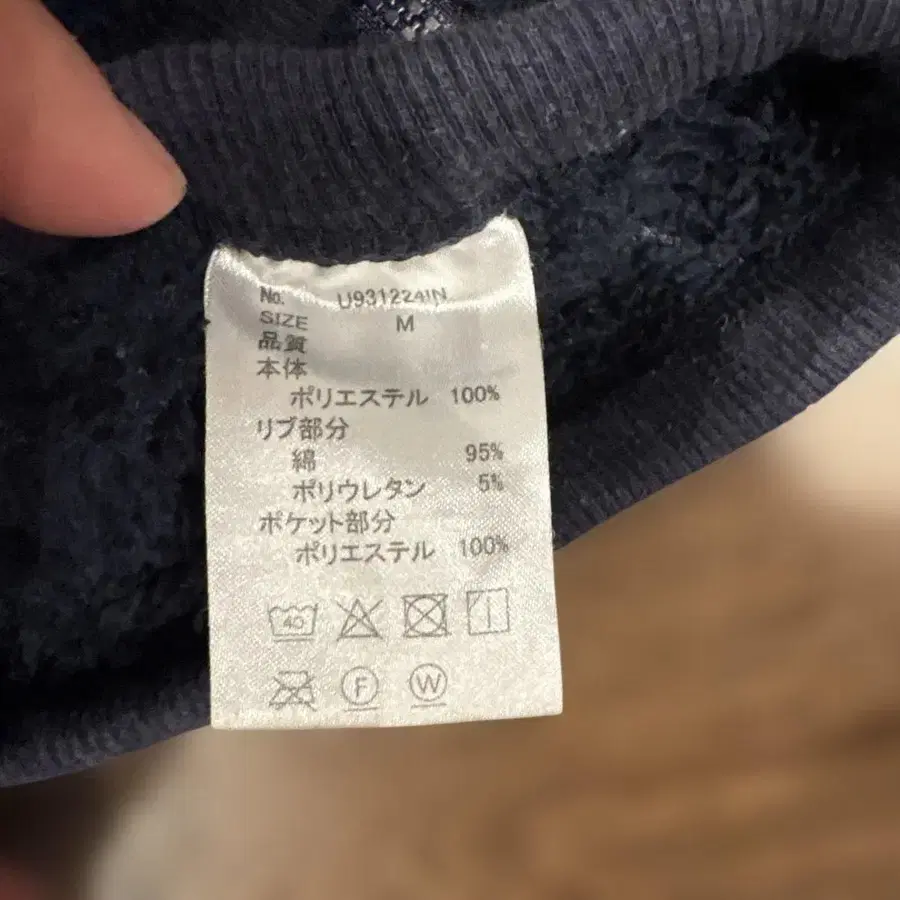 No. U931224IN
SIZE M
品質
本体
ポリエステル 100%
リブ部分
綿 95%
ポリウレタン 5%
ポケット部分
ポリエステル 100%
40
F W